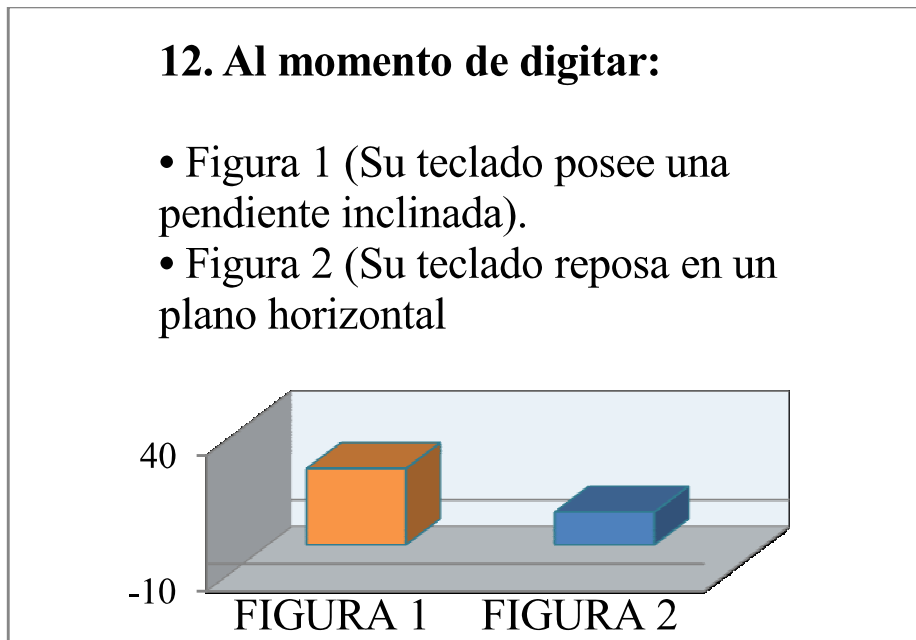 12. Al momento de digitar:
• Figura 1 (Su teclado posee una
pendiente inclinada).
• Figura 2 (Su teclado reposa en un
plano horizontal
40
-10
FIGURA 1 FIGURA 2